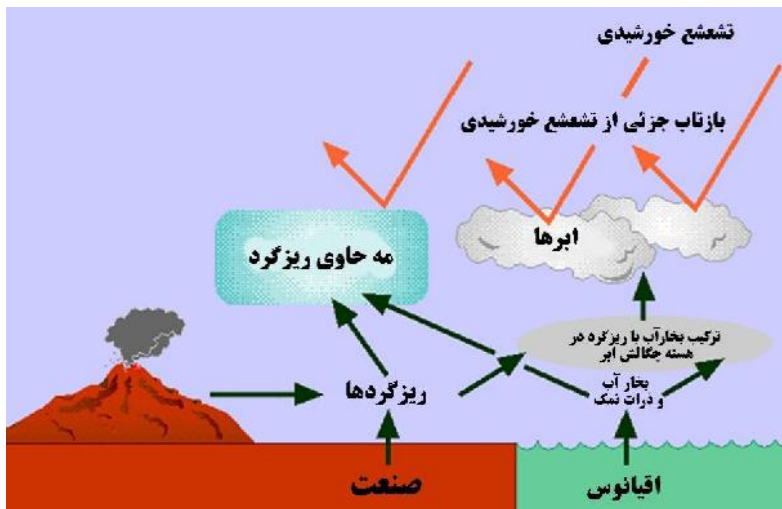 تشعشع خورشیدی
بازتاب جزئی از تشعشع خورشیدی
ابرها
مه حاوی ریزگرد
ترکیب بخارآب با ریزگرد در
هسته چگالش ابر
ریزگردها
بخار آب
و ذرات نمک
صنعت
اقیانوس